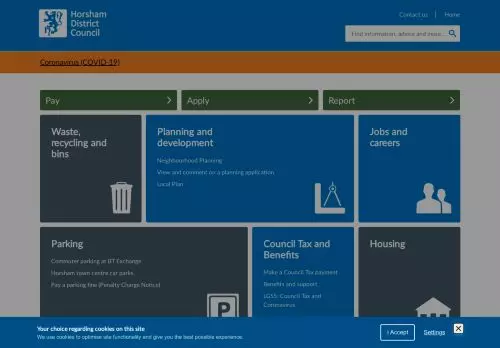 Horsham
District
Council
Contact us | Home
Find information, advice and more...
Coronavirus (COVID-19)
Pay
Apply
Report
Waste,
recycling and
bins
Planning and
development
Neighbourhood Planning
View and comment on a planning application
Local Plan
Jobs and
careers
Parking
Commuter parking at BT Exchange
Horsham town centre car parks
Pay a parking fine (Penalty Charge Notice)
P
Council Tax and
Benefits
Make a Council Tax payment
Benefits and support
LGSS: Council Tax and
Coronavirus
Housing
Your choice regarding cookies on this site
We use cookies to optimise site functionality and give you the best possible experience.
I Accept
Settings